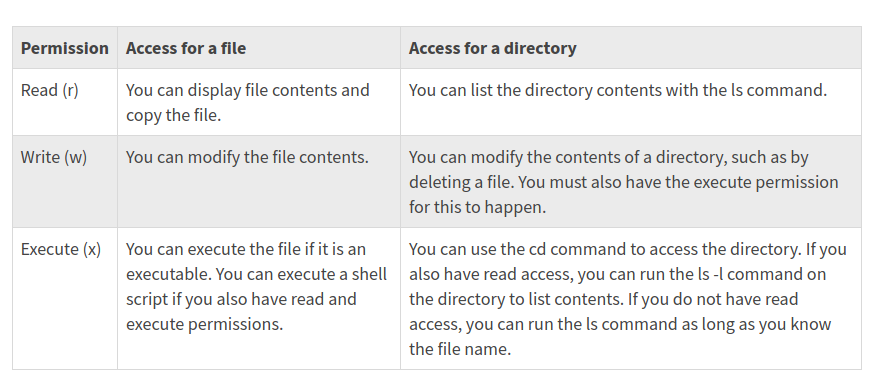 Permission Access for a file Access for a directory
Read (r) You can display file contents and You can list the directory contents with the ls command.
copy the file.
Write (w) You can modify the file contents. You can modify the contents of a directory, such as by
deleting a file. You must also have the execute permission
for this to happen.
Execute (x) You can execute the file if it is an You can use the cd command to access the directory. If you
executable. You can execute a shell also have read access, you can run the ls -l command on
script if you also have read and the directory to list contents. If you do not have read
execute permissions. access, you can run the ls command as long as you know
the file name.